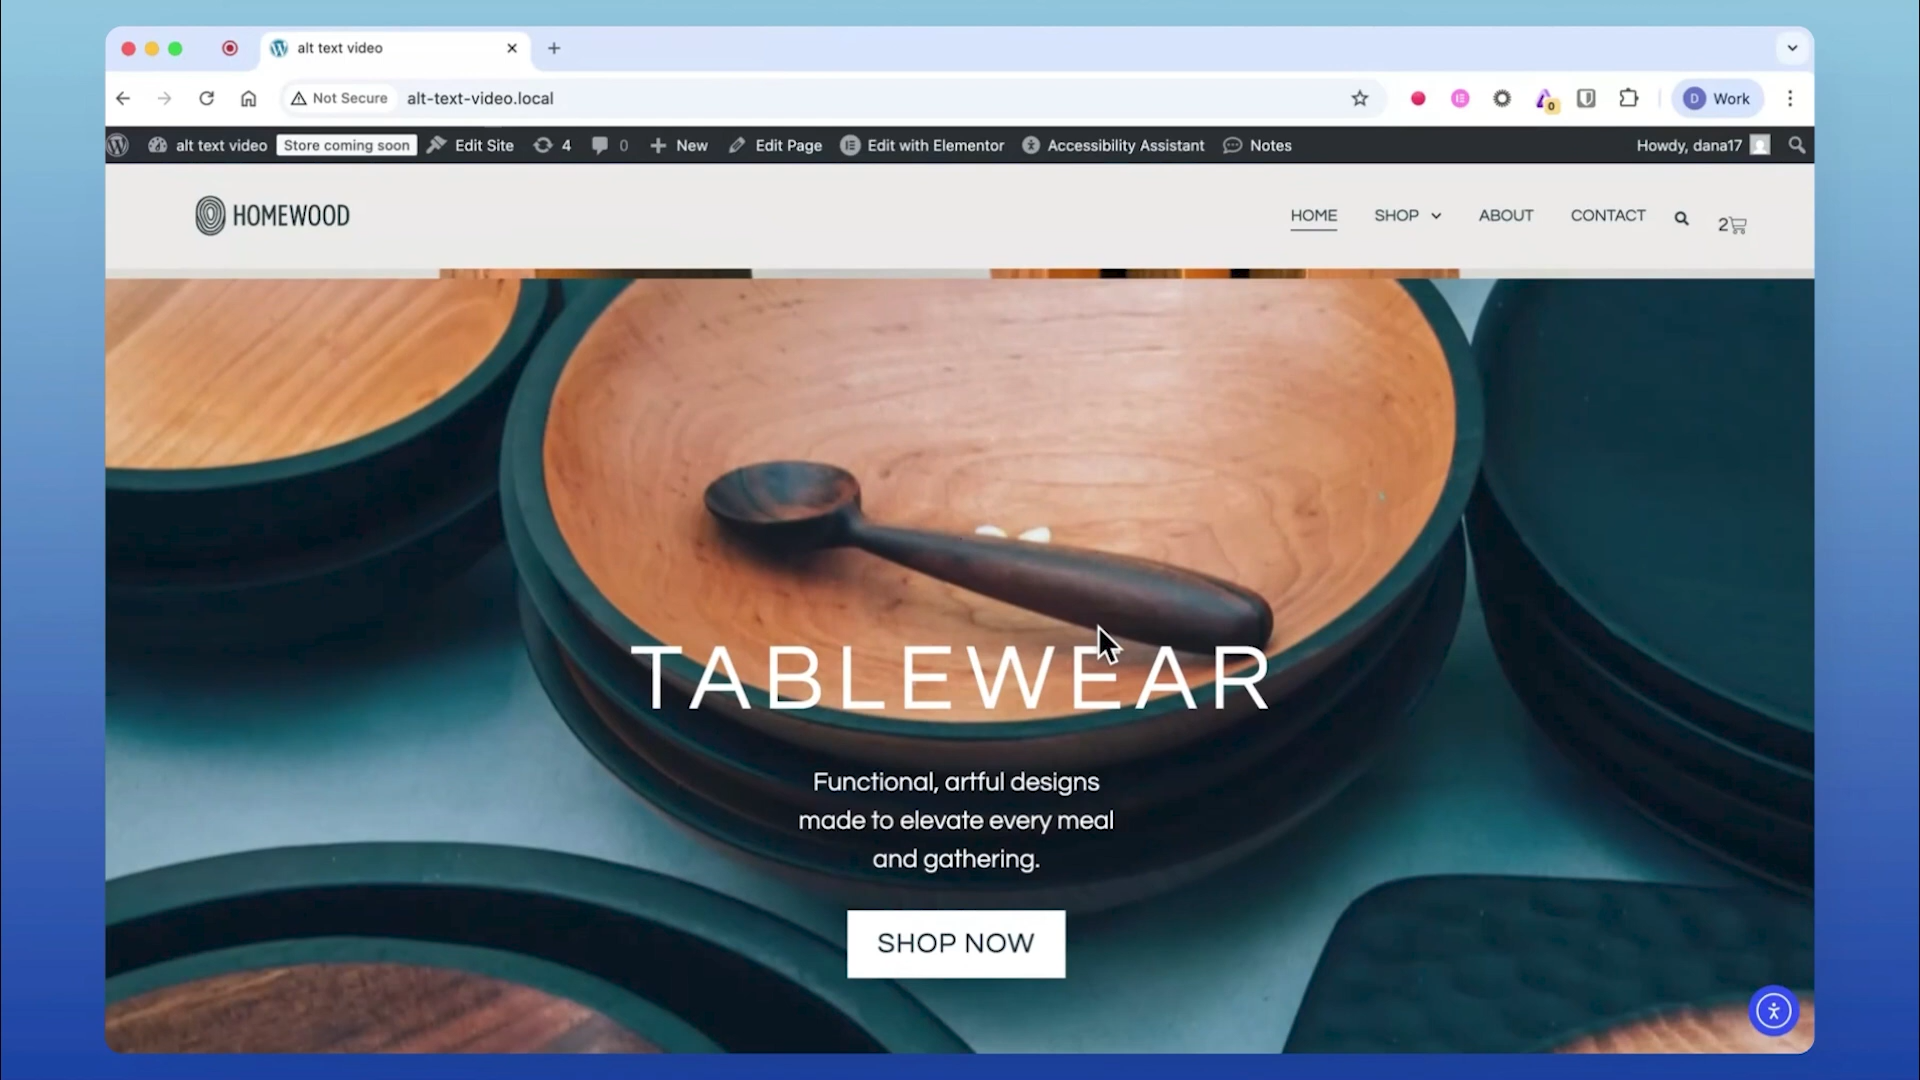 alt text video
Not Secure
alt-text-video.local
0
D
Work
alt text video
Store coming soon
Edit Site
4
0
New
Edit Page
Edit with Elementor
Accessibility Assistant
Notes
Howdy, dana17
HOMEWOOD
HOME
SHOP
ABOUT
CONTACT
2
TABLEWEAR
Functional, artful designs
made to elevate every meal
and gathering.
SHOP NOW